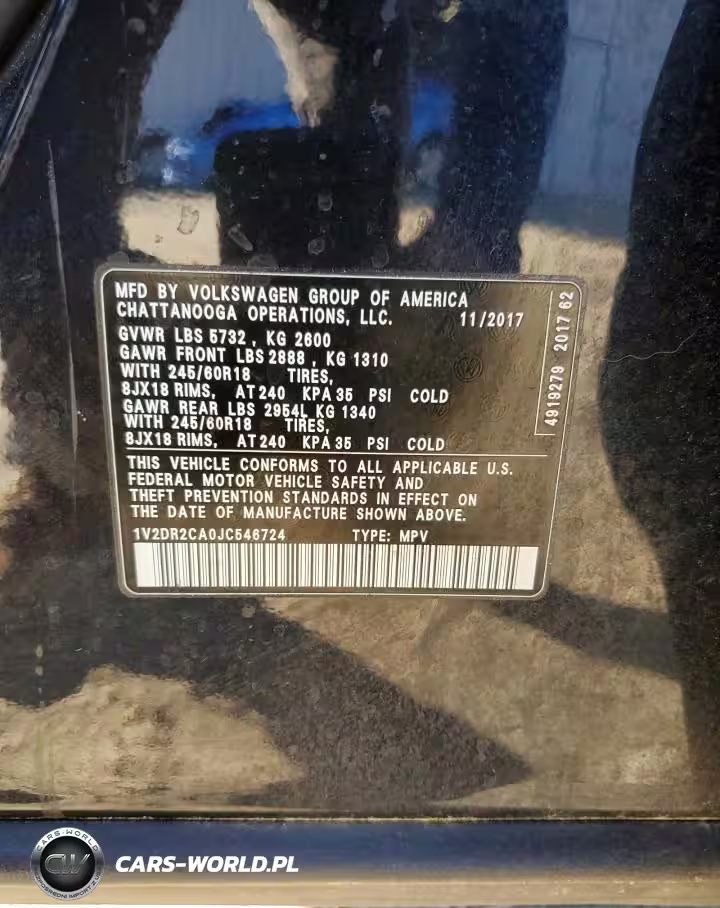 MFD BY VOLKSWAGEN GROUP OF AMERICA
CHATTANOOGA OPERATIONS, LLC. 11/2017
GVWR LBS 5732 , KG 2600
GAWR FRONT LBS 2888 , KG 1310
WITH 245/60R18 TIRES,
8JX18 RIMS, AT 240 KPA 35 PSI COLD
GAWR REAR LBS 2954L KG 1340
WITH 245/60R18 TIRES,
8JX18 RIMS, AT 240 KPA 35 PSI COLD
4919279 2017 62
THIS VEHICLE CONFORMS TO ALL APPLICABLE U.S.
FEDERAL MOTOR VEHICLE SAFETY AND
THEFT PREVENTION STANDARDS IN EFFECT ON
THE DATE OF MANUFACTURE SHOWN ABOVE.
1V2DR2CA0JC546724 TYPE: MPV
CARS-WORLD
CW
CARS-WORLD.PL